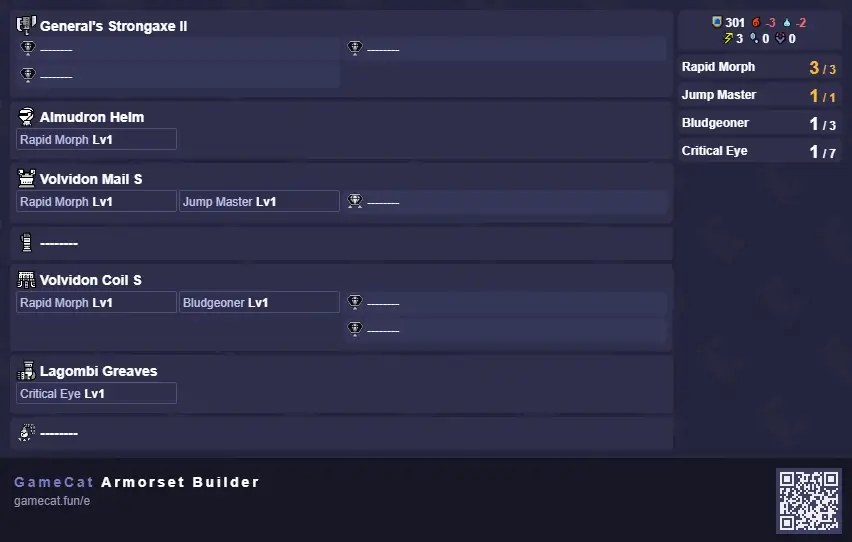 General's Strongaxe II
-------- --------
--------
Almudron Helm
Rapid Morph Lv1
Volvidon Mail S
Rapid Morph Lv1 Jump Master Lv1 --------
--------
Volvidon Coil S
Rapid Morph Lv1 Bludgeoner Lv1 --------
--------
Lagombi Greaves
Critical Eye Lv1
--------
301 -3 -2
3 0 0
Rapid Morph 3 / 3
Jump Master 1 / 1
Bludgeoner 1 / 3
Critical Eye 1 / 7
GameCat Armorset Builder
gamecat.fun/e